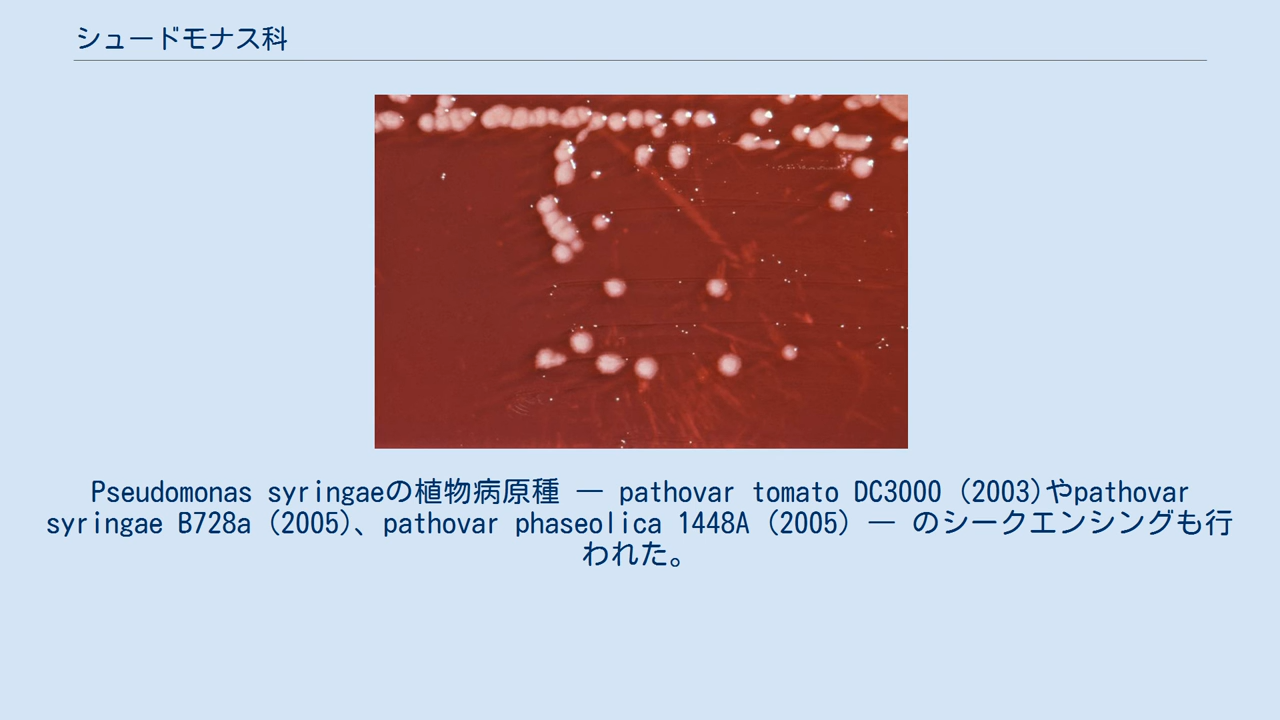 シュードモナス科
Pseudomonas syringaeの植物病原種 — pathovar tomato DC3000 (2003)やpathovar
syringae B728a (2005)、pathovar phaseolica 1448A (2005) — のシークエンシングも行
われた。